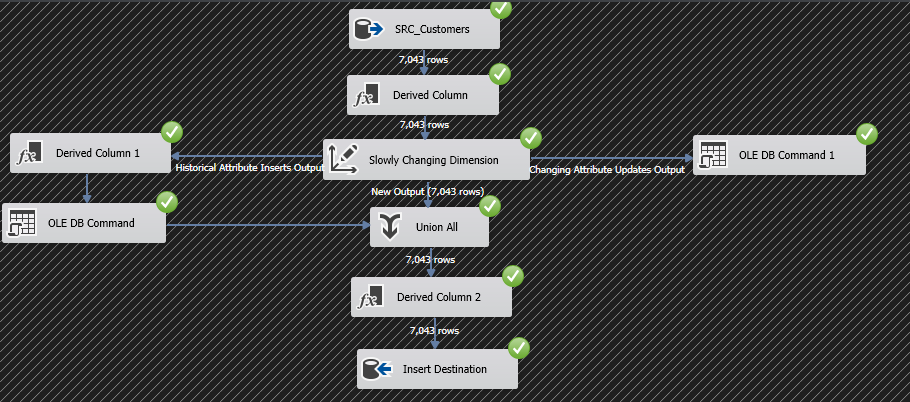 SRC_Customers
7,043 rows
Derived Column
7,043 rows
Derived Column 1
Slowly Changing Dimension
OLE DB Command 1
Historical Attribute Inserts Output
Changing Attribute Updates Output
New Output (7,043 rows)
OLE DB Command
Union All
7,043 rows
Derived Column 2
7,043 rows
Insert Destination